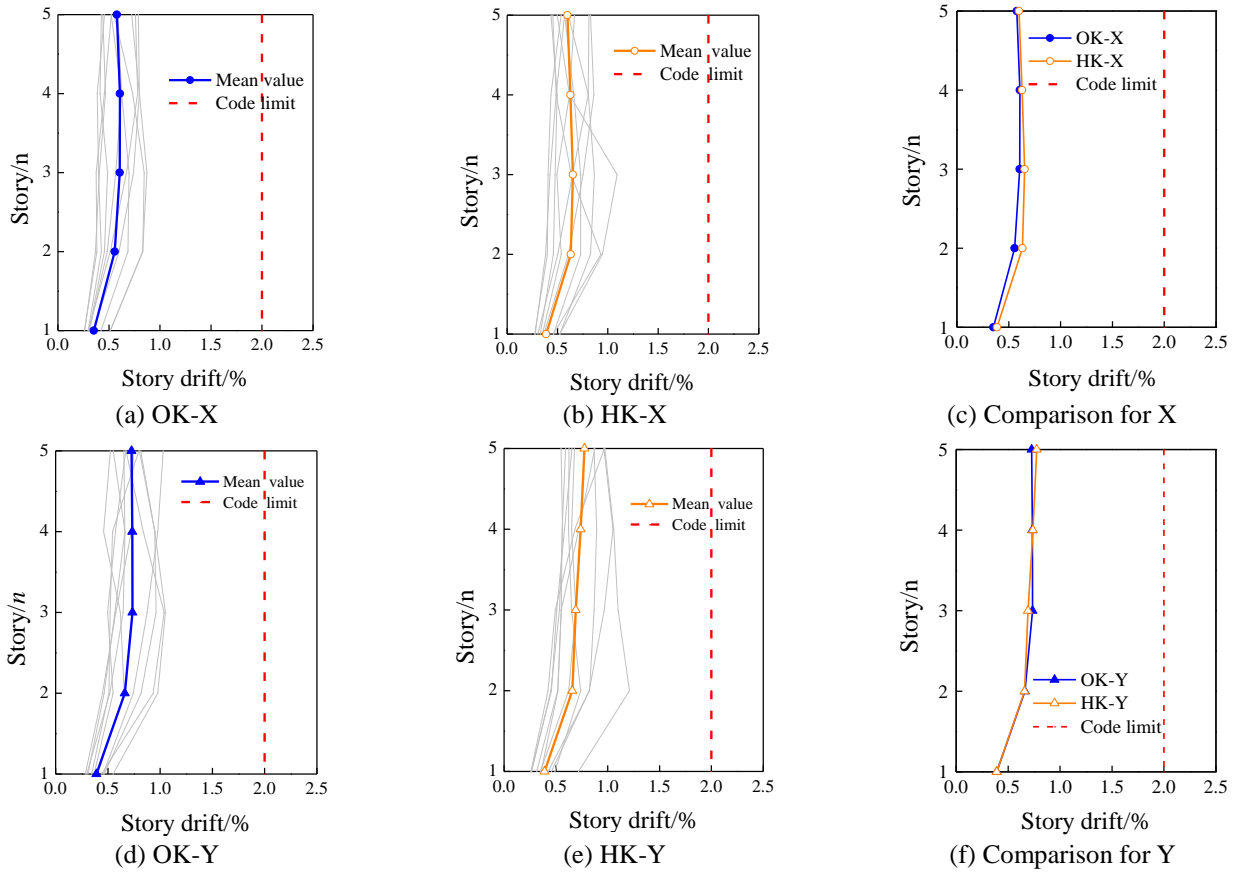 5
4
3
2
1
Story/n
Mean value
Code limit
0.0 0.5 1.0 1.5 2.0 2.5
Story drift/%
(a) OK-X
5
4
3
2
1
Story/n
Mean value
Code limit
0.0 0.5 1.0 1.5 2.0 2.5
Story drift/%
(b) HK-X
5
4
3
2
1
Story/n
OK-X
HK-X
Code limit
0.0 0.5 1.0 1.5 2.0 2.5
Story drift/%
(c) Comparison for X
5
4
3
2
1
Story/n
Mean value
Code limit
0.0 0.5 1.0 1.5 2.0 2.5
Story drift/%
(d) OK-Y
5
4
3
2
1
Story/n
Mean value
Code limit
0.0 0.5 1.0 1.5 2.0 2.5
Story drift/%
(e) HK-Y
5
4
3
2
1
Story/n
OK-Y
HK-Y
Code limit
0.0 0.5 1.0 1.5 2.0 2.5
Story drift/%
(f) Comparison for Y